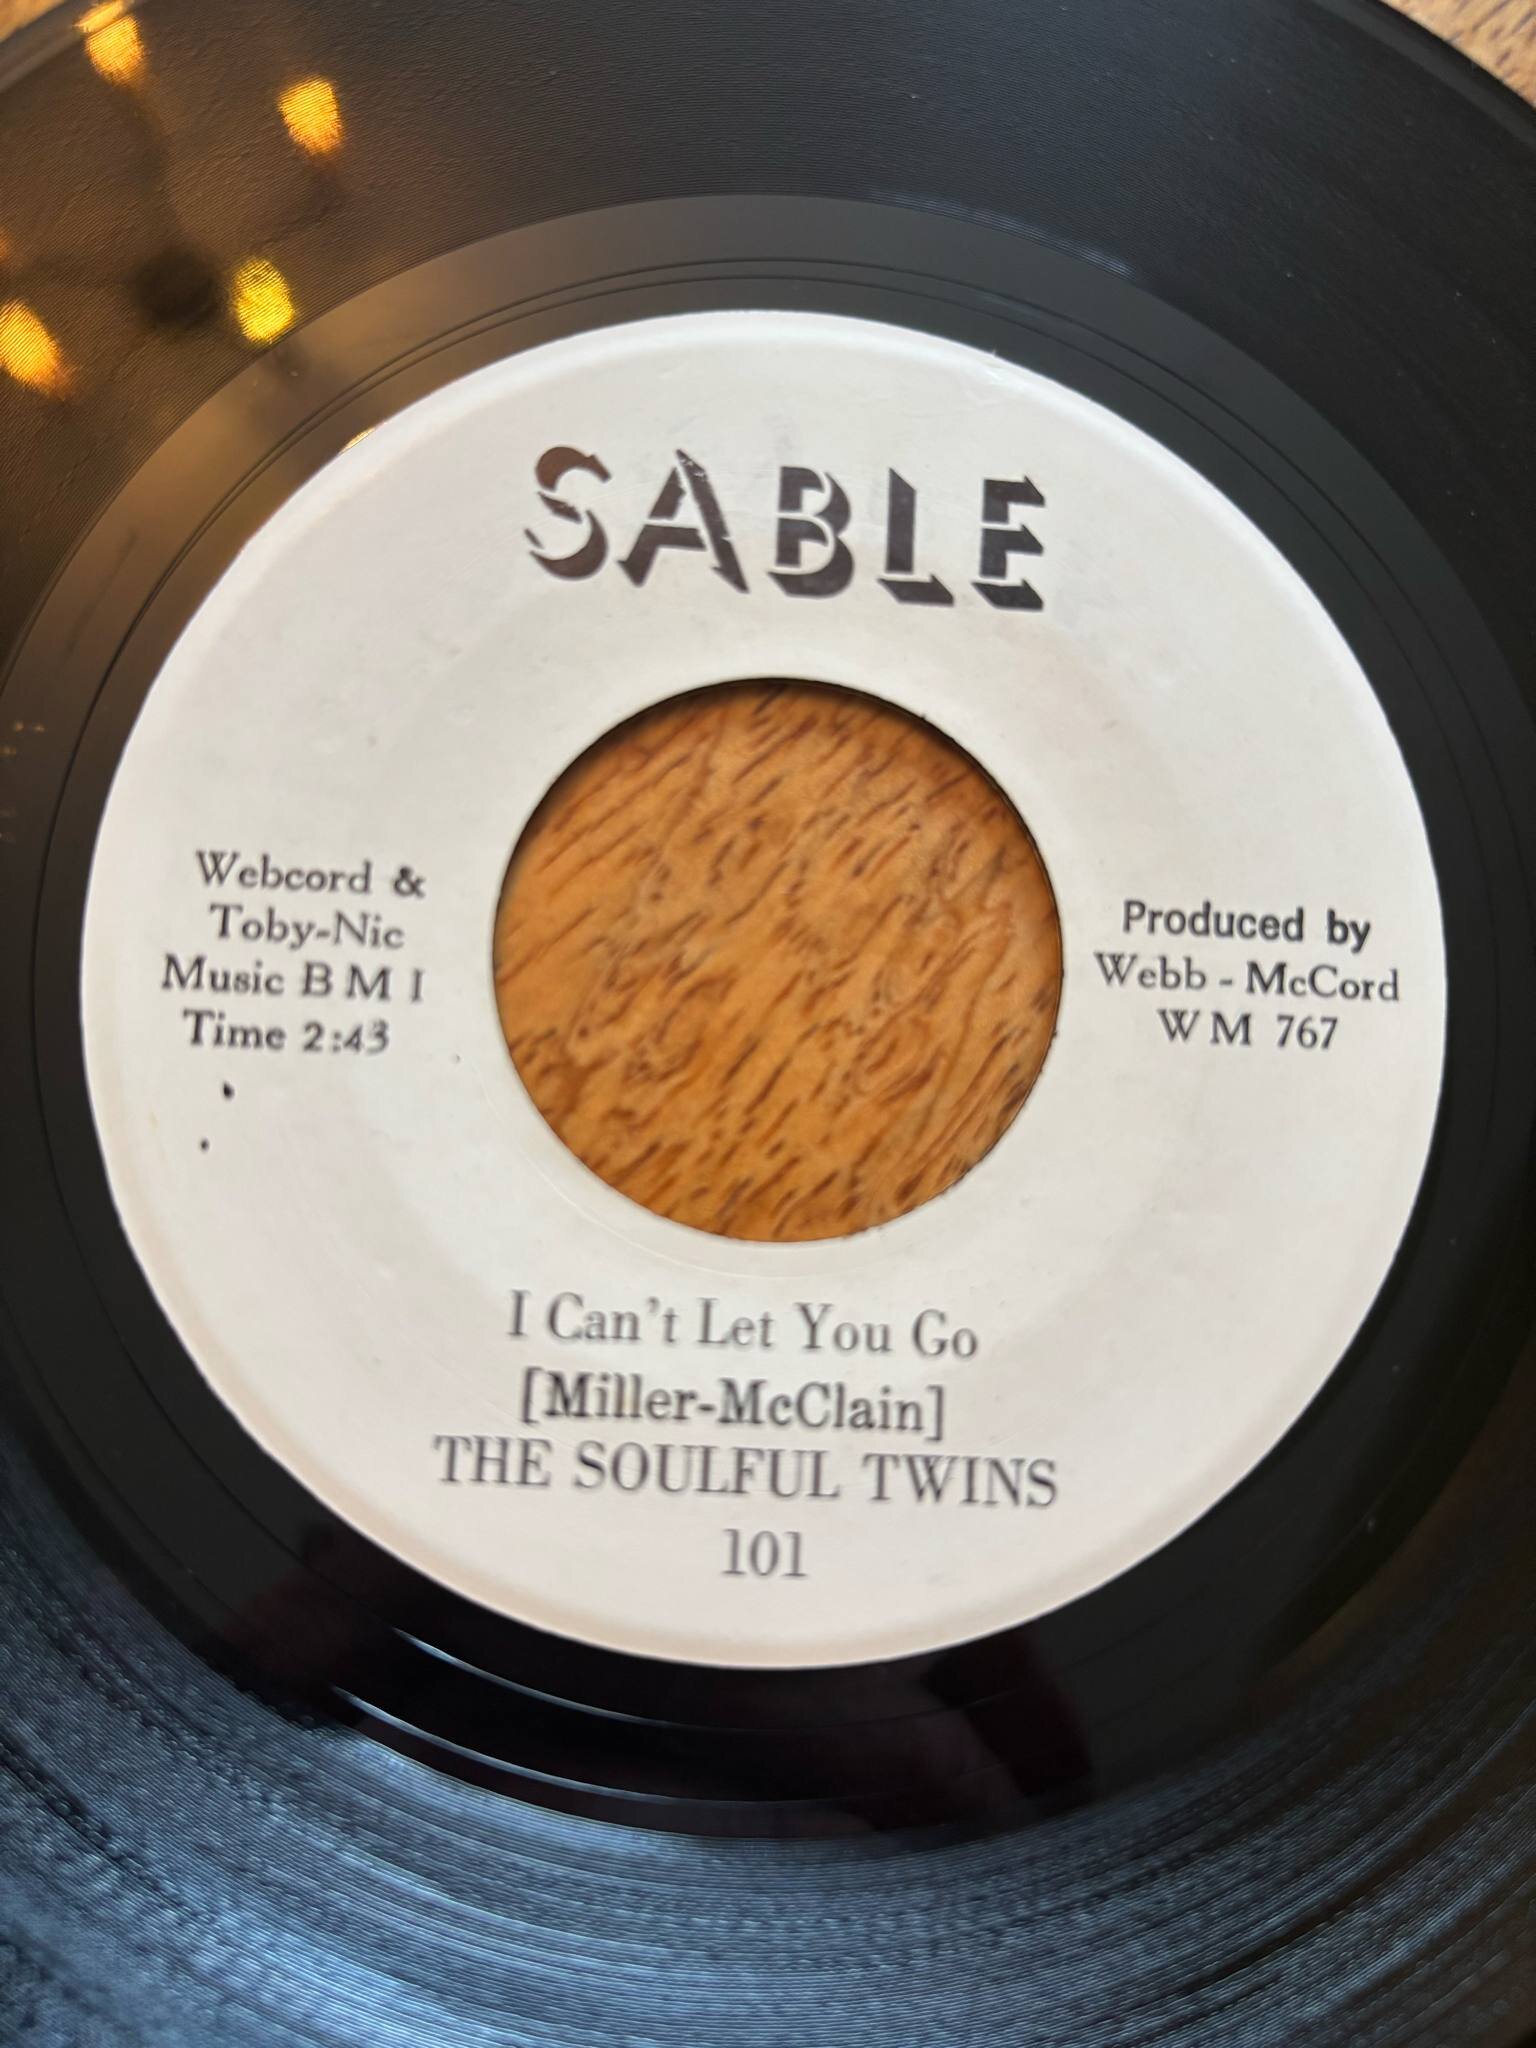 SABLE
Webcord &
Toby-Nic
Music B M I
Time 2:43
Produced by
Webb - McCord
W M 767
I Can't Let You Go
[Miller-McClain]
THE SOULFUL TWINS
101